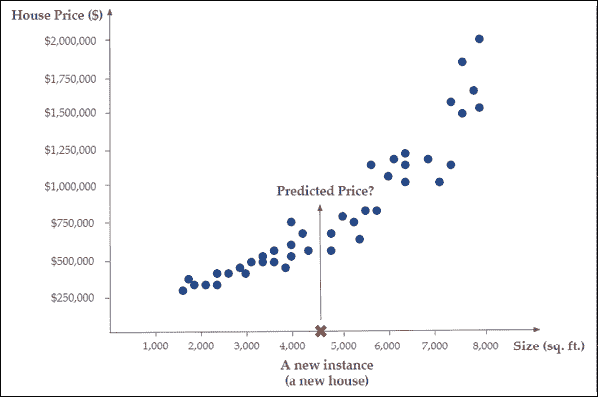 House Price ($)
$2,000,000
$1,750,000
$1,500,000
$1,250,000
$1,000,000
Predicted Price?
$750,000
$500,000
$250,000
1,000 2,000 3,000 4,000 5,000 6,000 7,000 8,000 Size (sq. ft.)
A new instance
(a new house)